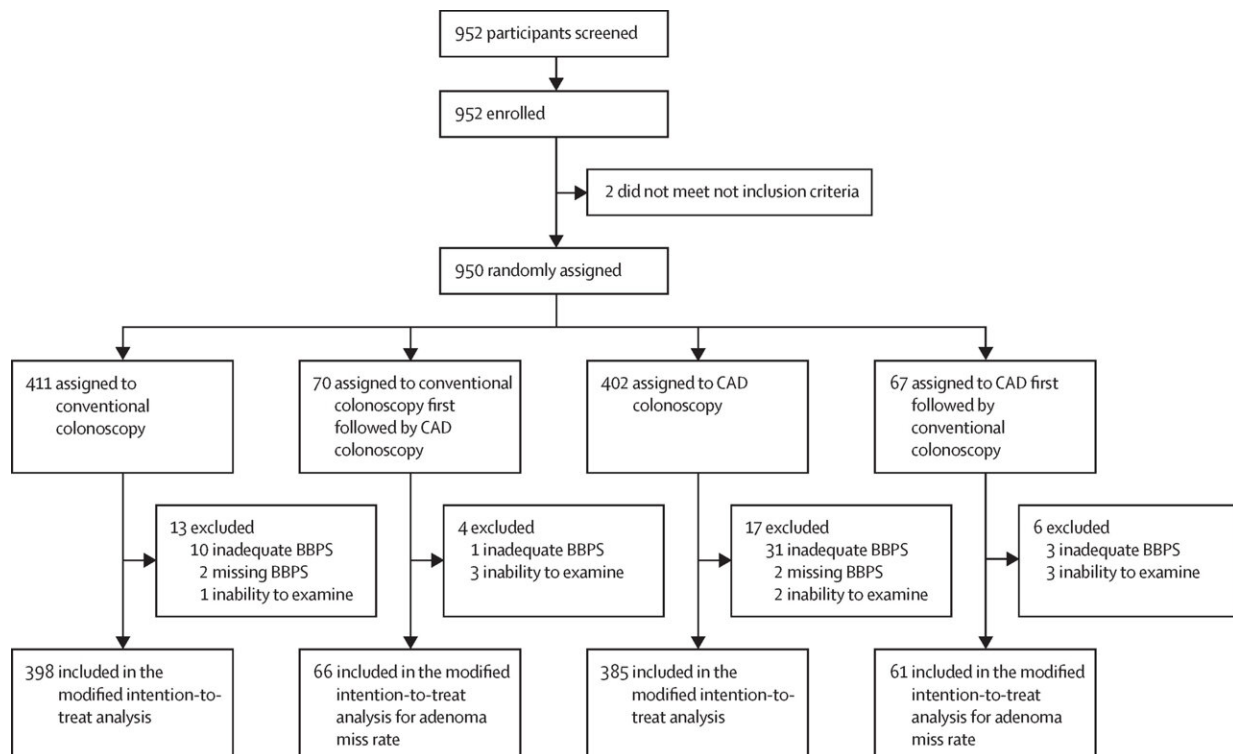 952 participants screened
952 enrolled
2 did not meet not inclusion criteria
950 randomly assigned
411 assigned to
conventional
colonoscopy
70 assigned to conventional
colonoscopy first
followed by CAD
colonoscopy
402 assigned to CAD
colonoscopy
67 assigned to CAD first
followed by
conventional
colonoscopy
13 excluded
10 inadequate BBPS
2 missing BBPS
1 inability to examine
4 excluded
1 inadequate BBPS
3 inability to examine
17 excluded
31 inadequate BBPS
2 missing BBPS
2 inability to examine
6 excluded
3 inadequate BBPS
3 inability to examine
398 included in the
modified intention-to-
treat analysis
66 included in the modified
intention-to-treat
analysis for adenoma
miss rate
385 included in the
modified intention-to-
treat analysis
61 included in the modified
intention-to-treat
analysis for adenoma
miss rate